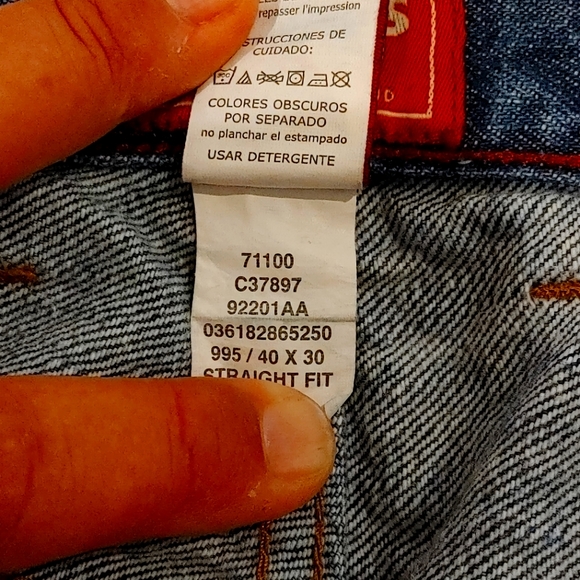 repasser l'impression
STRUCCIONES DE
CUIDADO:
COLORES OBSCUROS
POR SEPARADO
no planchar el estampado
USAR DETERGENTE
71100
C37897
92201AA
036182865250
995 / 40 X 30
STRAIGHT FIT